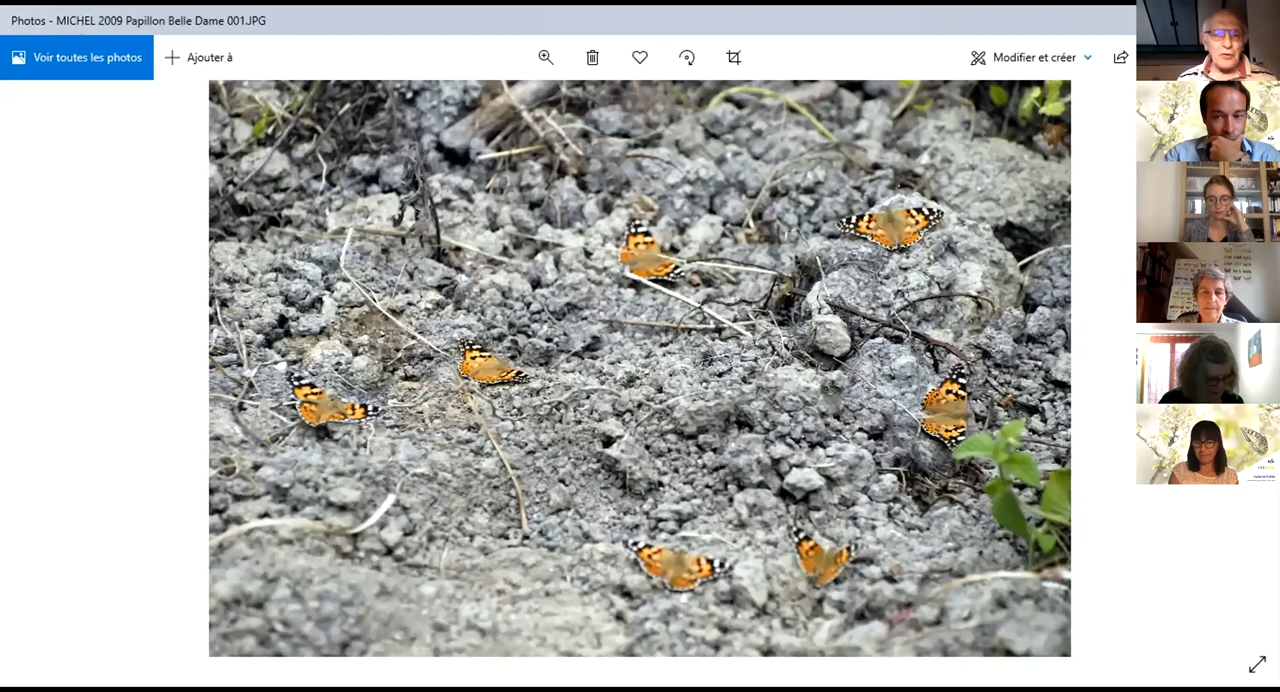 Photos - MICHEL 2009 Papillon Belle Dame 001.JPG
Voir toutes les photos
Ajouter à
Modifier et créer